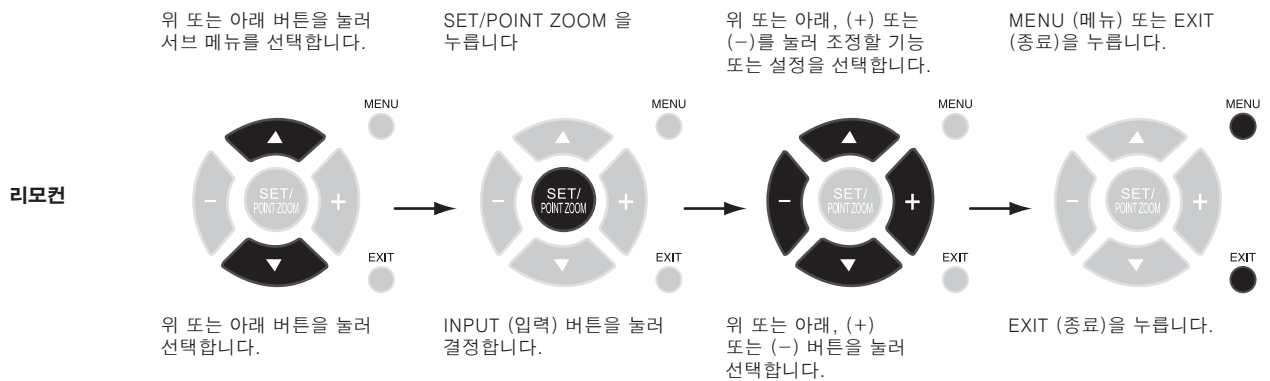 위 또는 아래 버튼을 눌러
서브 메뉴를 선택합니다.
SET/POINT ZOOM 을
누릅니다
위 또는 아래, (+) 또는
(-)를 눌러 조정할 기능
또는 설정을 선택합니다.
MENU (메뉴) 또는 EXIT
(종료)을 누릅니다.
리모컨
MENU
-
SET/
POINT ZOOM
+
EXIT
MENU
-
SET/
POINT ZOOM
+
EXIT
MENU
-
SET/
POINT ZOOM
+
EXIT
MENU
-
SET/
POINT ZOOM
+
EXIT
위 또는 아래 버튼을 눌러
선택합니다.
INPUT (입력) 버튼을 눌러
결정합니다.
위 또는 아래, (+)
또는 (-) 버튼을 눌러
선택합니다.
EXIT (종료)을 누릅니다.